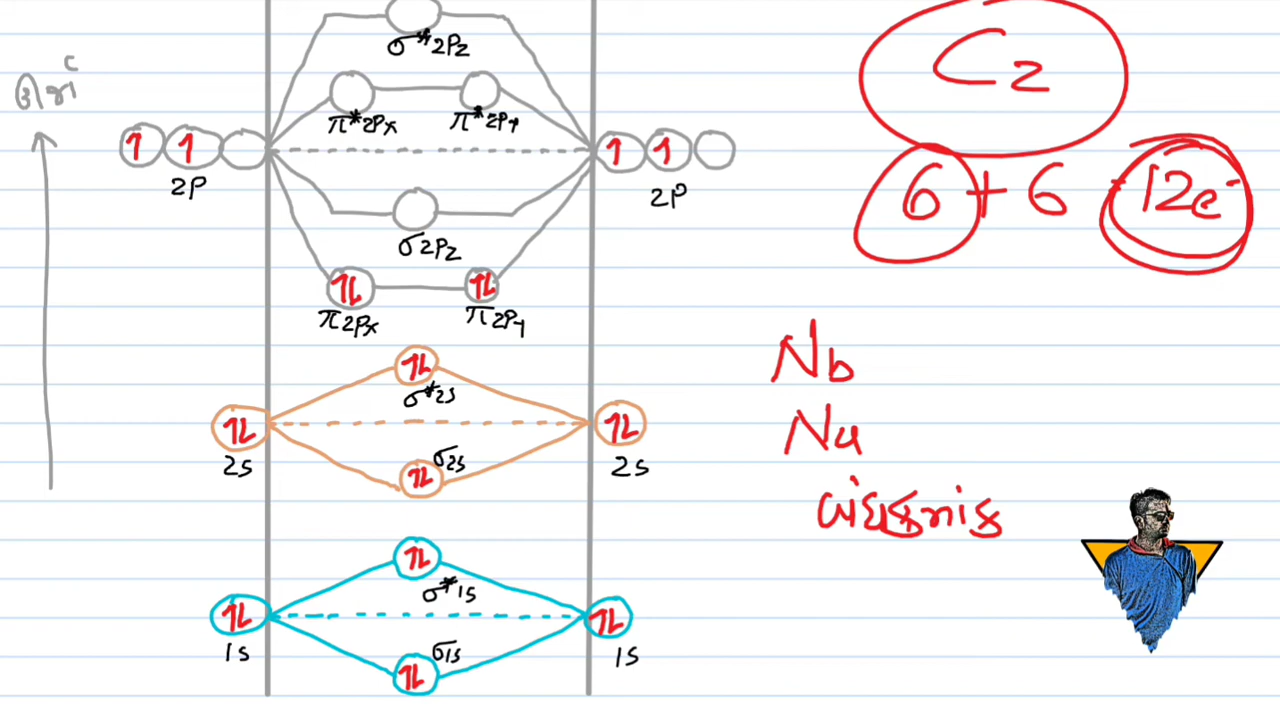 σ*2Pz
C2
π*2Px π*2Py
2P 2P
6 + 6 12e-
σ2Pz
π2Px π2Py
Nb
σ*2s
Na
σ2s
2s 2s
બંધક્રમાંક
σ*1s
σ1s
1s 1s